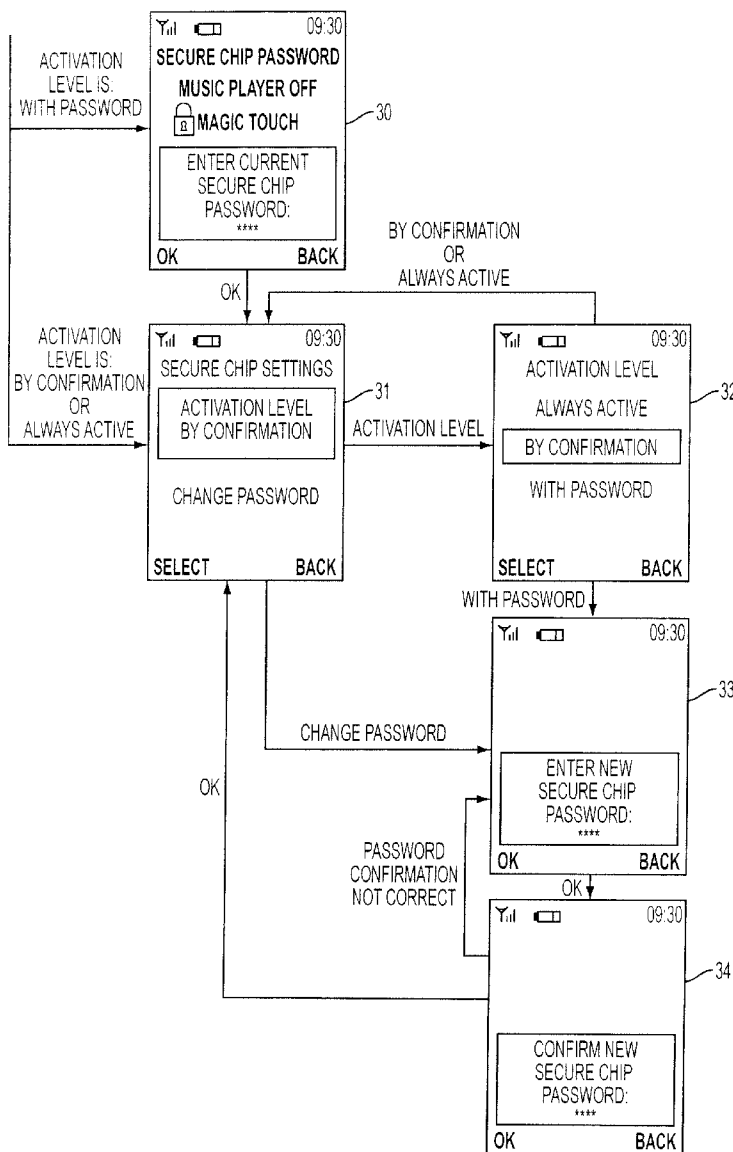 09:30
SECURE CHIP PASSWORD
MUSIC PLAYER OFF
MAGIC TOUCH
ENTER CURRENT
SECURE CHIP
PASSWORD:
****
OK BACK
30
ACTIVATION
LEVEL IS:
WITH PASSWORD
OK
BY CONFIRMATION
OR
ALWAYS ACTIVE
ACTIVATION
LEVEL IS:
BY CONFIRMATION
OR
ALWAYS ACTIVE
09:30
SECURE CHIP SETTINGS
ACTIVATION LEVEL
BY CONFIRMATION
CHANGE PASSWORD
SELECT BACK
31
ACTIVATION LEVEL
09:30
ACTIVATION LEVEL
ALWAYS ACTIVE
BY CONFIRMATION
WITH PASSWORD
SELECT BACK
32
WITH PASSWORD
CHANGE PASSWORD
09:30
ENTER NEW
SECURE CHIP
PASSWORD:
****
OK BACK
33
OK
PASSWORD
CONFIRMATION
NOT CORRECT
OK
09:30
CONFIRM NEW
SECURE CHIP
PASSWORD:
****
OK BACK
34